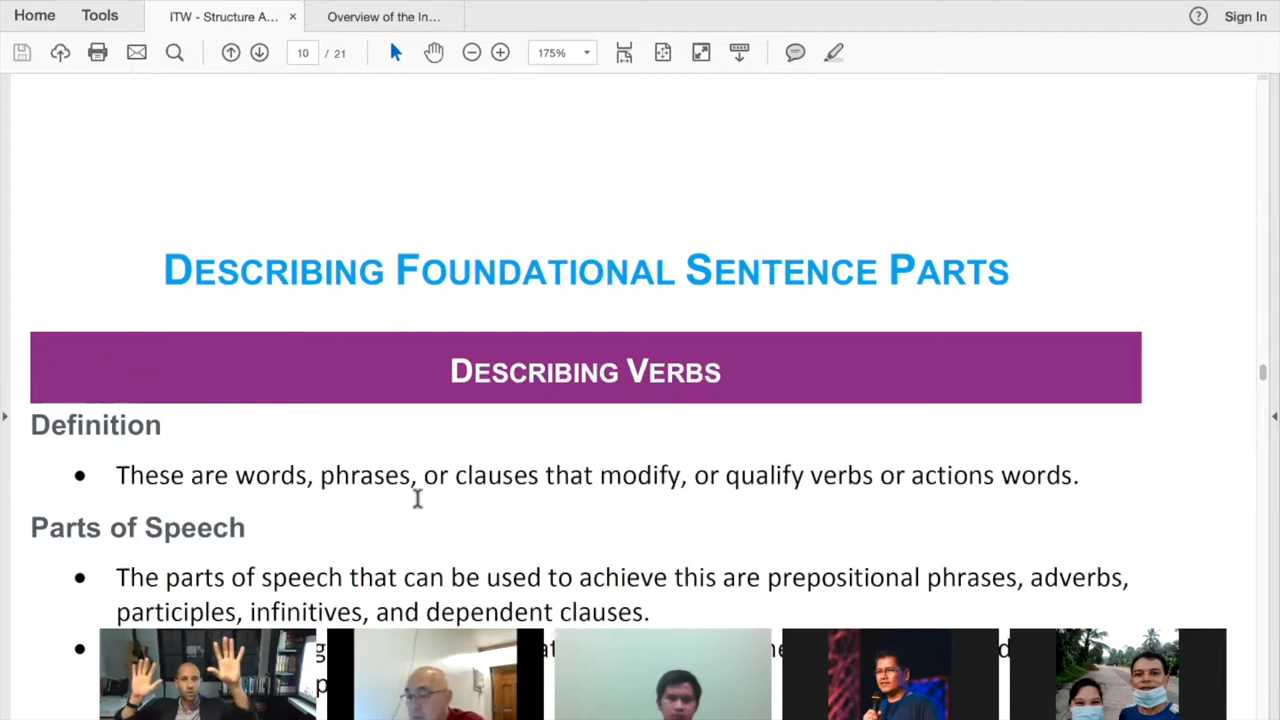 Home Tools ITW - Structure A... × Overview of the In... ? Sign In
10 / 21 175%
DESCRIBING FOUNDATIONAL SENTENCE PARTS
DESCRIBING VERBS
Definition
• These are words, phrases, or clauses that modify, or qualify verbs or actions words.
Parts of Speech
• The parts of speech that can be used to achieve this are prepositional phrases, adverbs,
participles, infinitives, and dependent clauses.
•